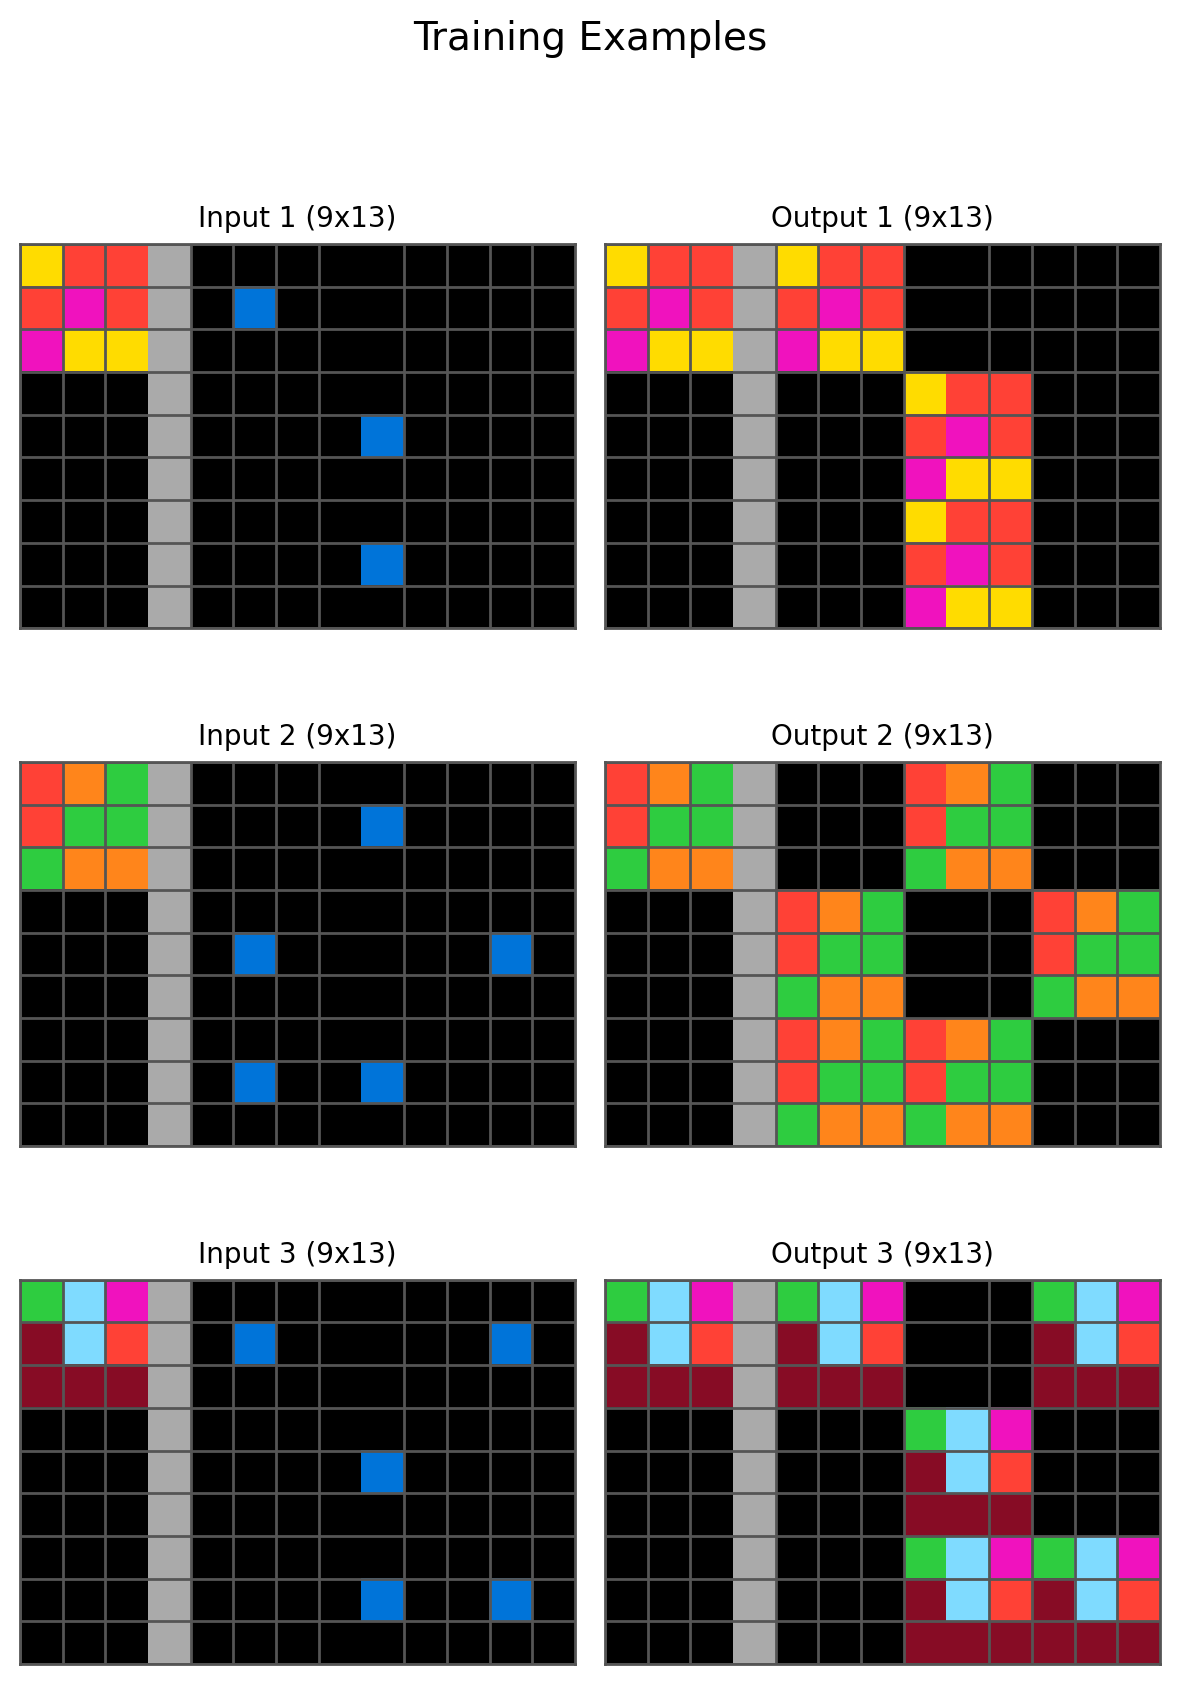 Training Examples
Input 1 (9x13)
Output 1 (9x13)
Input 2 (9x13)
Output 2 (9x13)
Input 3 (9x13)
Output 3 (9x13)